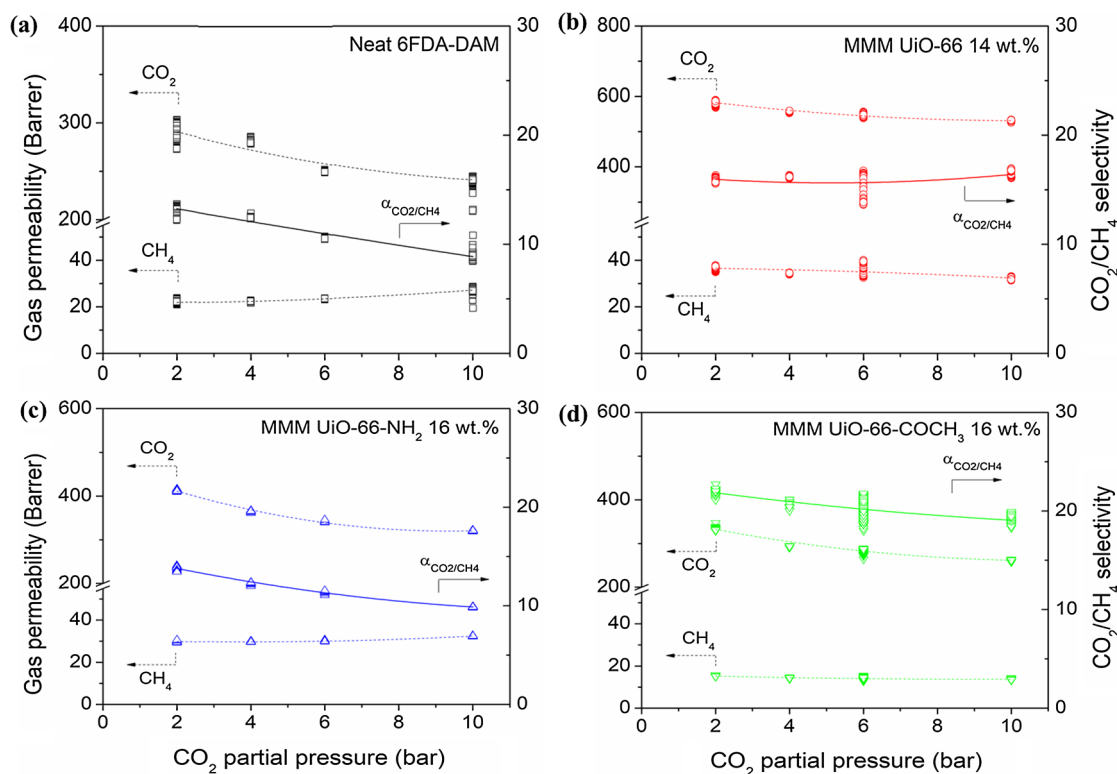 (a)
Neat 6FDA-DAM
400
300
200
40
20
0
30
20
10
0
CO2
αCO2/CH4
CH4
0 2 4 6 8 10
Gas permeability (Barrer)
(b)
MMM UiO-66 14 wt.%
800
600
400
200
40
20
0
30
20
10
0
CO2
αCO2/CH4
CH4
0 2 4 6 8 10
CO2/CH4 selectivity
(c)
MMM UiO-66-NH2 16 wt.%
600
400
200
40
20
0
30
20
10
0
CO2
αCO2/CH4
CH4
0 2 4 6 8 10
Gas permeability (Barrer)
CO2 partial pressure (bar)
(d)
MMM UiO-66-COCH3 16 wt.%
600
400
200
40
20
0
30
20
10
0
αCO2/CH4
CO2
CH4
0 2 4 6 8 10
CO2/CH4 selectivity
CO2 partial pressure (bar)